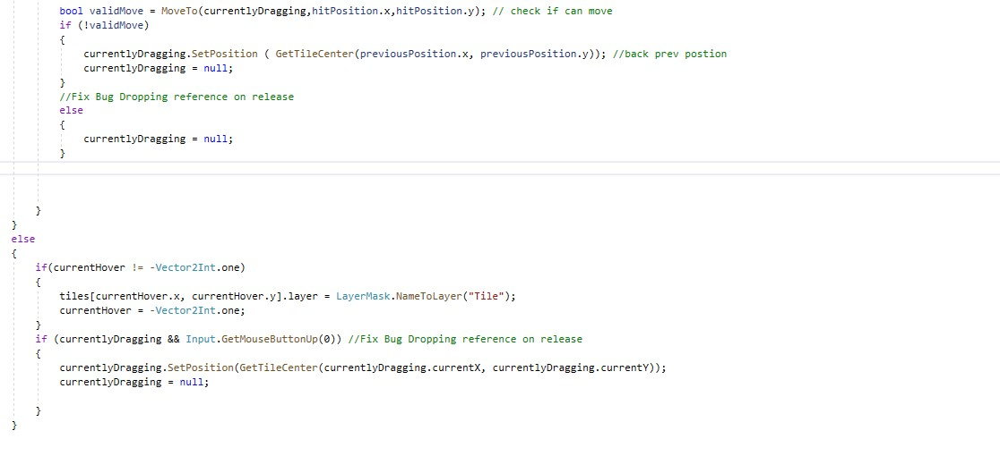 bool validMove = MoveTo(currentlyDragging,hitPosition.x,hitPosition.y); // check if can move
if (!validMove)
{
currentlyDragging.SetPosition ( GetTileCenter(previousPosition.x, previousPosition.y)); //back prev postion
currentlyDragging = null;
}
//Fix Bug Dropping reference on release
else
{
currentlyDragging = null;
}
}
}
else
{
if(currentHover != -Vector2Int.one)
{
tiles[currentHover.x, currentHover.y].layer = LayerMask.NameToLayer("Tile");
currentHover = -Vector2Int.one;
}
if (currentlyDragging && Input.GetMouseButtonUp(0)) //Fix Bug Dropping reference on release
{
currentlyDragging.SetPosition(GetTileCenter(currentlyDragging.currentX, currentlyDragging.currentY));
currentlyDragging = null;
}
}